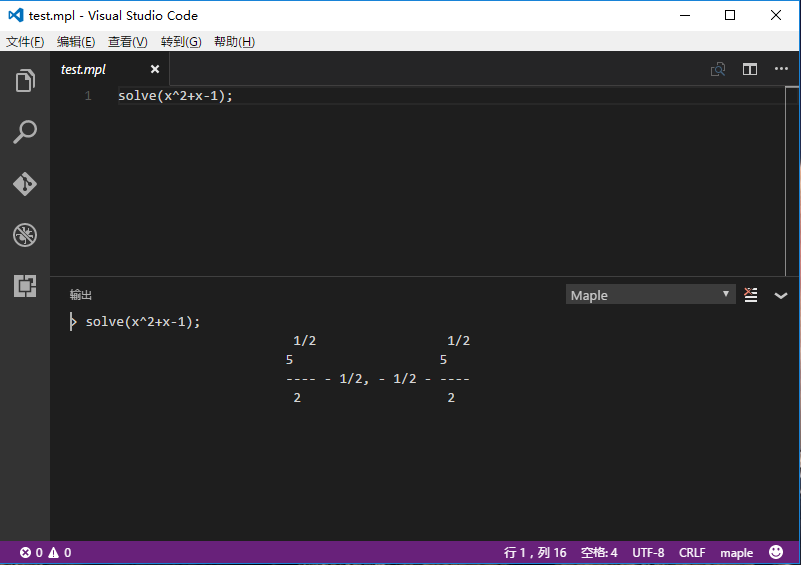 test.mpl - Visual Studio Code
文件(F) 编辑(E) 查看(V) 转到(G) 帮助(H)
test.mpl
1 solve(x^2+x-1);
输出 Maple
> solve(x^2+x-1);
1/2 1/2
5 5
---- - 1/2, - 1/2 - ----
2 2
0 0 行 1，列 16 空格: 4 UTF-8 CRLF maple